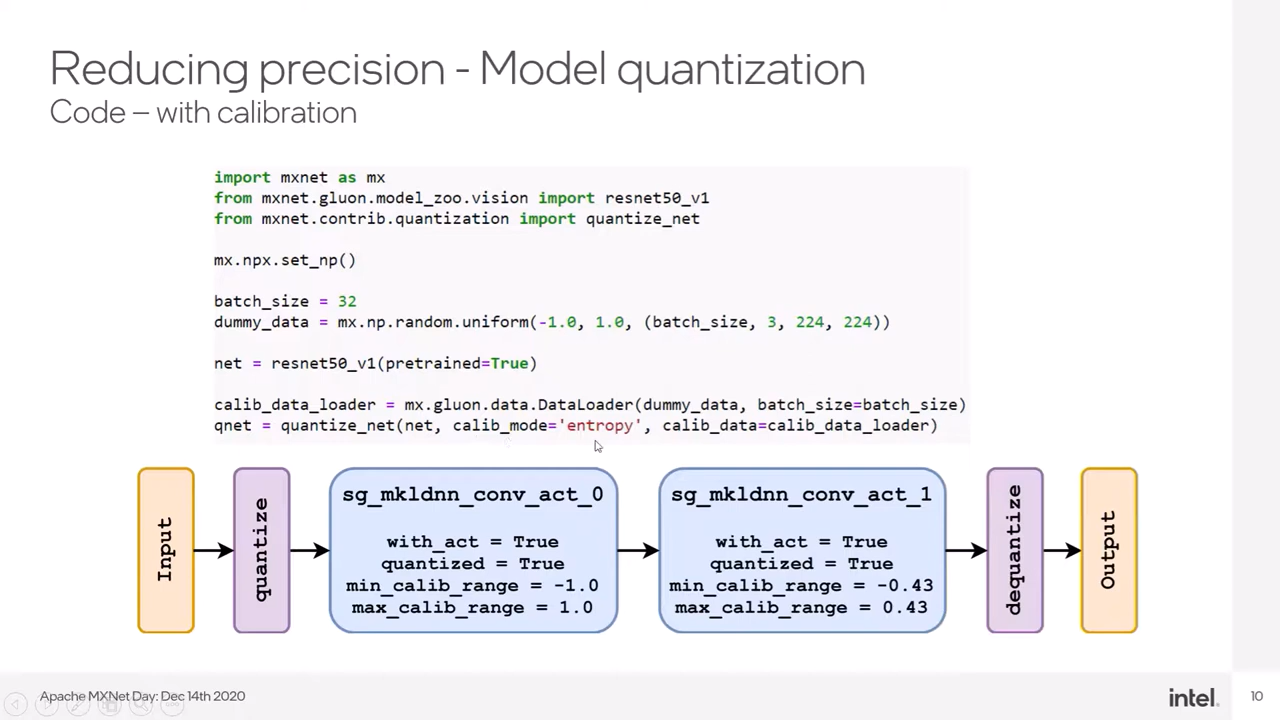 Reducing precision - Model quantization
Code – with calibration
import mxnet as mx
from mxnet.gluon.model_zoo.vision import resnet50_v1
from mxnet.contrib.quantization import quantize_net
mx.npx.set_np()
batch_size = 32
dummy_data = mx.np.random.uniform(-1.0, 1.0, (batch_size, 3, 224, 224))
net = resnet50_v1(pretrained=True)
calib_data_loader = mx.gluon.data.DataLoader(dummy_data, batch_size=batch_size)
qnet = quantize_net(net, calib_mode='entropy', calib_data=calib_data_loader)
Input
quantize
sg_mkldnn_conv_act_0
with_act = True
quantized = True
min_calib_range = -1.0
max_calib_range = 1.0
sg_mkldnn_conv_act_1
with_act = True
quantized = True
min_calib_range = -0.43
max_calib_range = 0.43
dequantize
Output
Apache MXNet Day: Dec 14th 2020
intel.
10